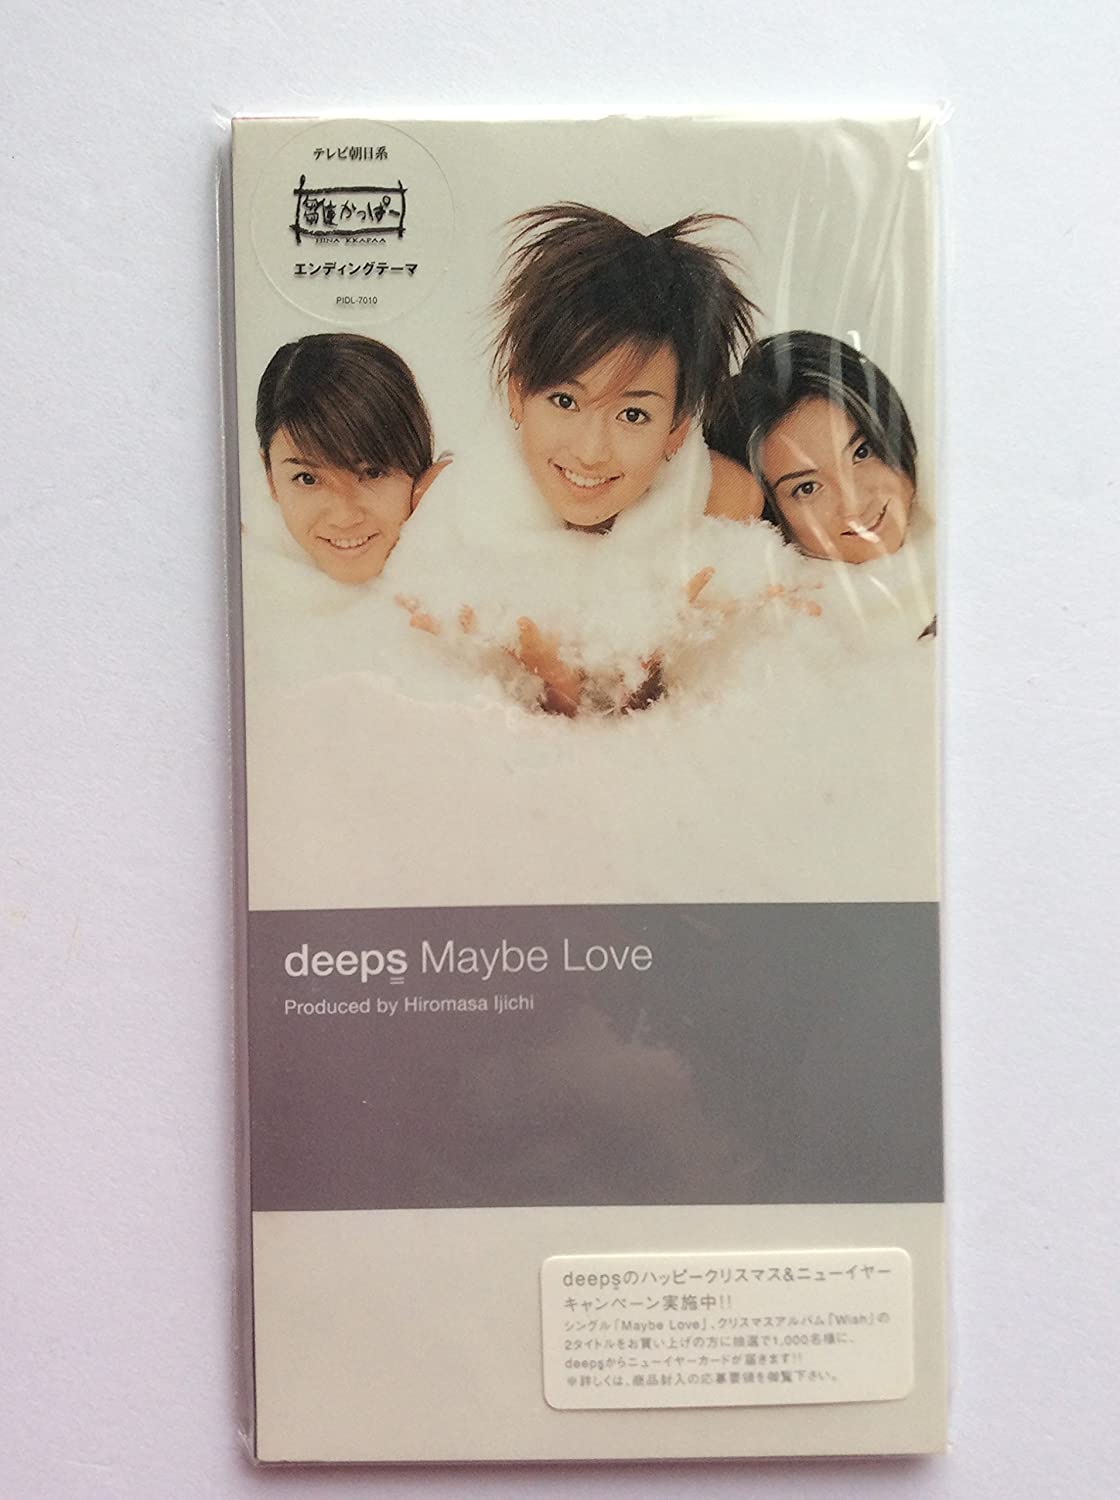 テレビ朝日系
雛便かっぱー
HINA KKAPAA
エンディングテーマ
PIDL-7010
deeps Maybe Love
Produced by Hiromasa Ijichi
deepsのハッピークリスマス&ニューイヤー
キャンペーン実施中!!
シングル「Maybe Love」、クリスマスアルバム「Wish」の
2タイトルをお買い上げの方に抽選で1,000名様に、
deepsからニューイヤーカードが届きます!!
※詳しくは、商品封入の応募要領を御覧下さい。